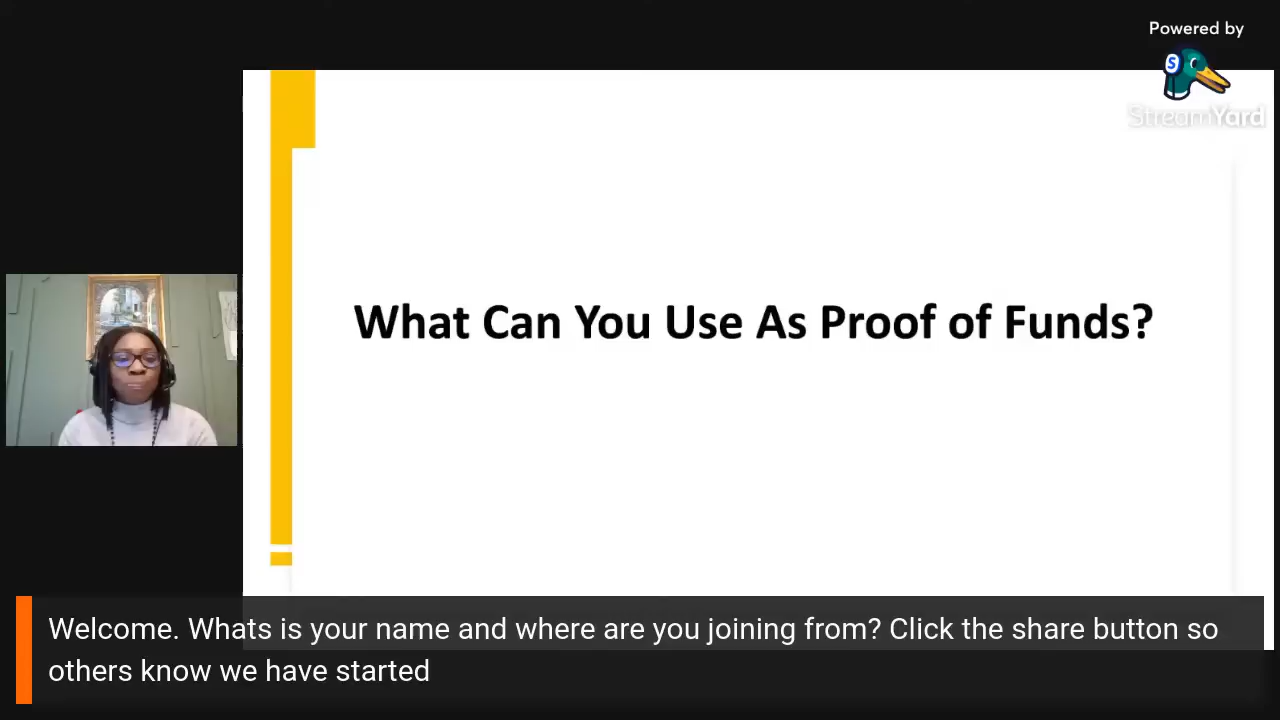 Powered by
S
StreamYard
What Can You Use As Proof of Funds?
Welcome. Whats is your name and where are you joining from? Click the share button so
others know we have started